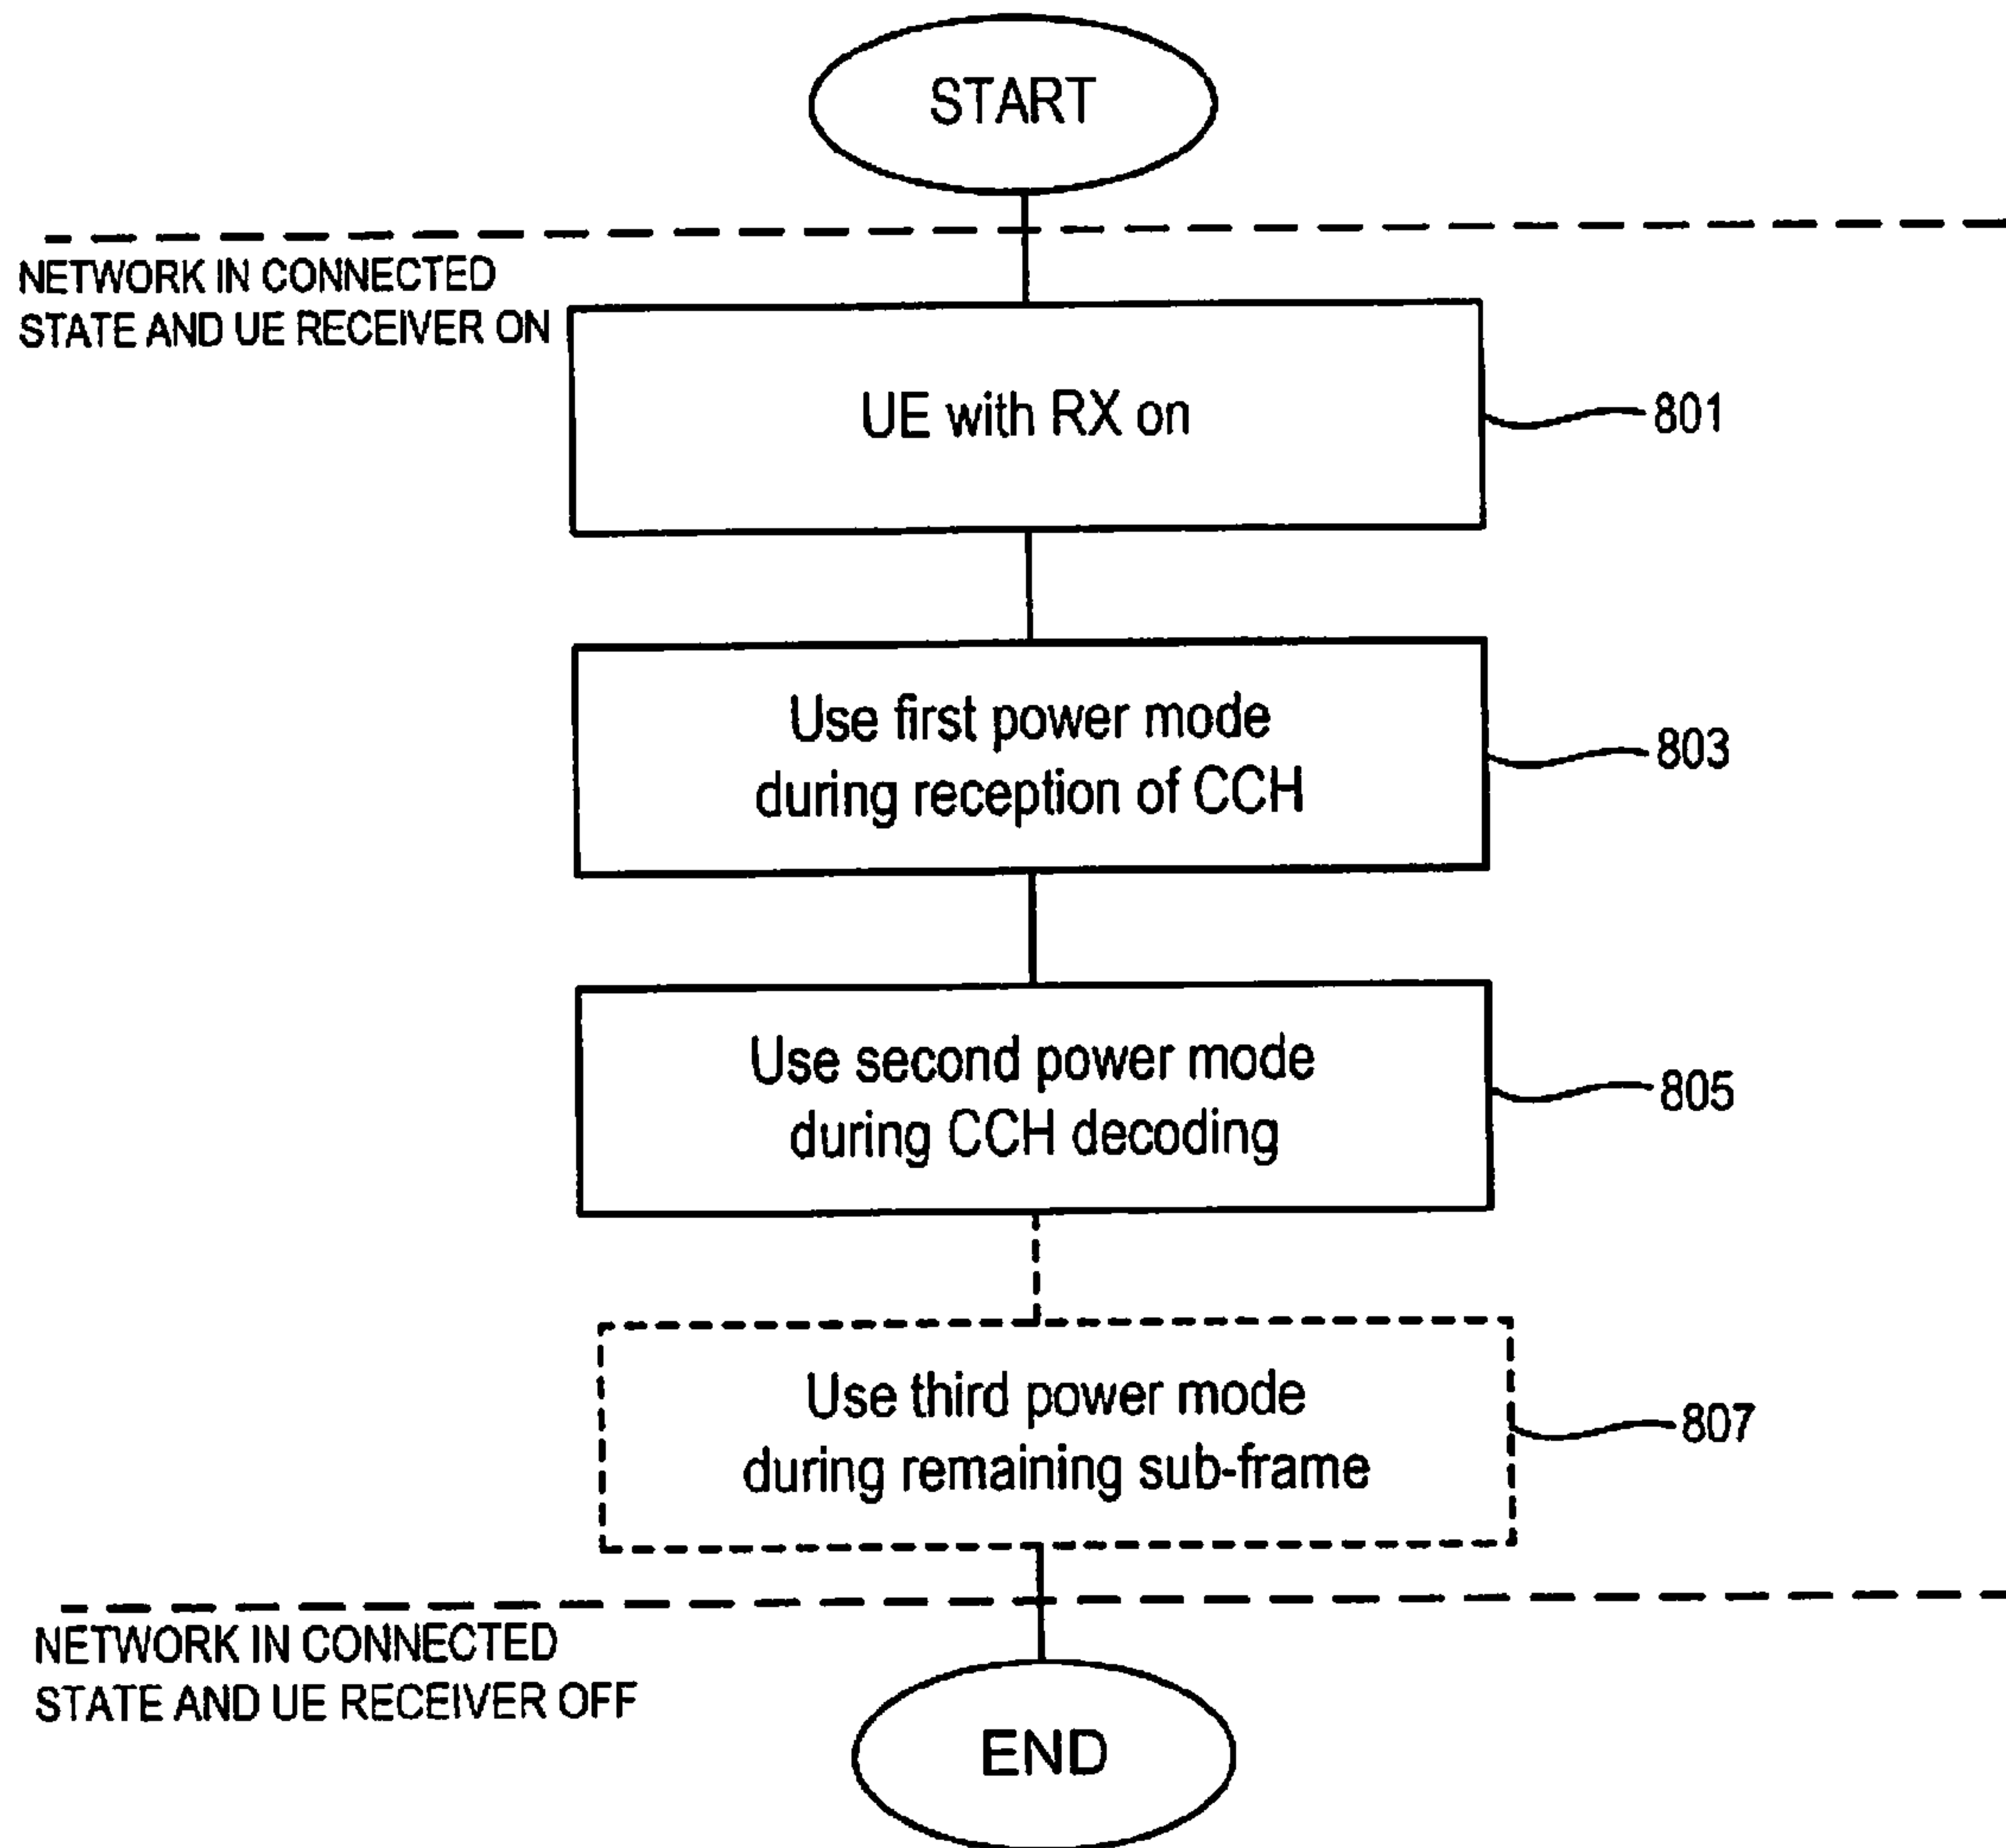 START
NETWORK IN CONNECTED
STATE AND UE RECEIVER ON
UE with RX on
801
Use first power mode
during reception of CCH
803
Use second power mode
during CCH decoding
805
Use third power mode
during remaining sub-frame
807
NETWORK IN CONNECTED
STATE AND UE RECEIVER OFF
END